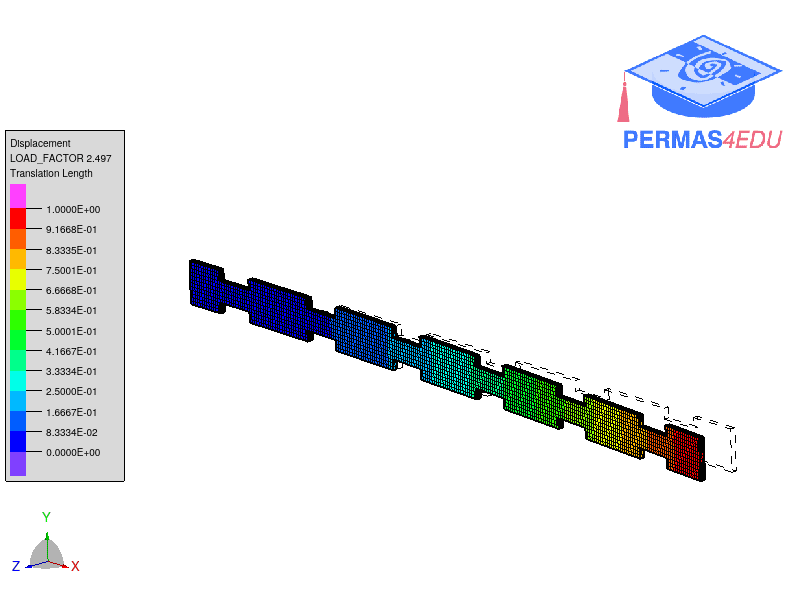 PERMAS4EDU
Displacement
LOAD_FACTOR 2.497
Translation Length
1.0000E+00
9.1668E-01
8.3335E-01
7.5001E-01
6.6668E-01
5.8334E-01
5.0001E-01
4.1667E-01
3.3334E-01
2.5000E-01
1.6667E-01
8.3334E-02
0.0000E+00
Y
Z
X